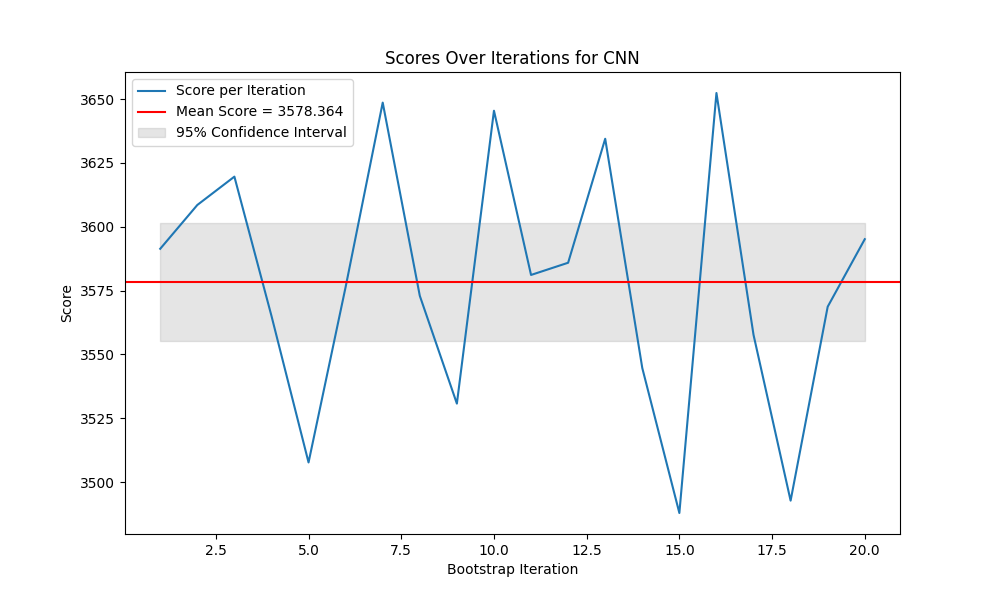 Scores Over Iterations for CNN
Score per Iteration
Mean Score = 3578.364
95% Confidence Interval
3650
3625
3600
3575
3550
3525
3500
Score
2.5 5.0 7.5 10.0 12.5 15.0 17.5 20.0
Bootstrap Iteration